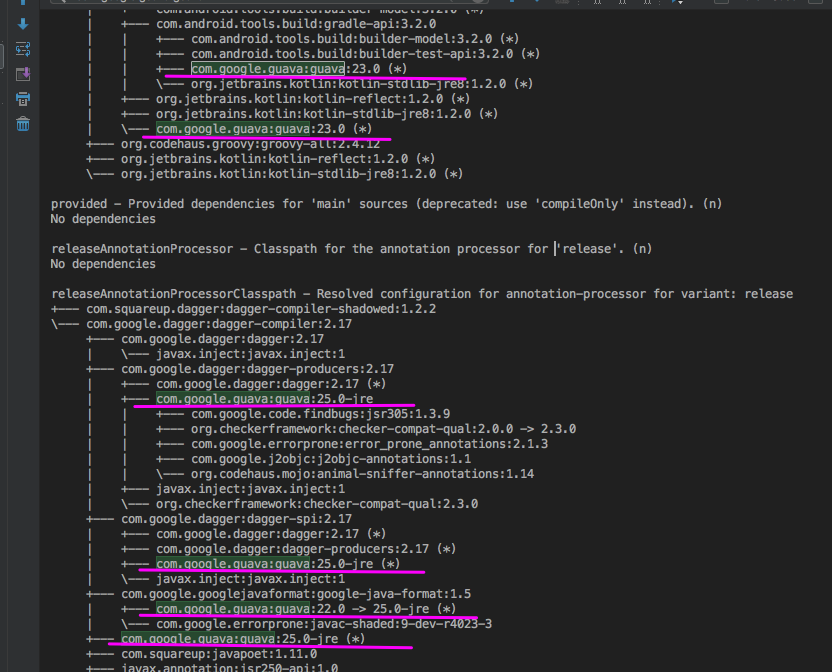 |    +--- com.android.tools.build:gradle-api:3.2.0
|    |    +--- com.android.tools.build:builder-model:3.2.0 (*)
|    |    +--- com.android.tools.build:builder-test-api:3.2.0 (*)
|    |    +--- com.google.guava:guava:23.0 (*)
|    |    \--- org.jetbrains.kotlin:kotlin-stdlib-jre8:1.2.0 (*)
|    +--- org.jetbrains.kotlin:kotlin-reflect:1.2.0 (*)
|    +--- org.jetbrains.kotlin:kotlin-stdlib-jre8:1.2.0 (*)
|    \--- com.google.guava:guava:23.0 (*)
+--- org.codehaus.groovy:groovy-all:2.4.12
+--- org.jetbrains.kotlin:kotlin-reflect:1.2.0 (*)
\--- org.jetbrains.kotlin:kotlin-stdlib-jre8:1.2.0 (*)
provided - Provided dependencies for 'main' sources (deprecated: use 'compileOnly' instead). (n)
No dependencies
releaseAnnotationProcessor - Classpath for the annotation processor for 'release'. (n)
No dependencies
releaseAnnotationProcessorClasspath - Resolved configuration for annotation-processor for variant: release
+--- com.squareup.dagger:dagger-compiler-shadowed:1.2.2
\--- com.google.dagger:dagger-compiler:2.17
     +--- com.google.dagger:dagger:2.17
     |    \--- javax.inject:javax.inject:1
     +--- com.google.dagger:dagger-producers:2.17
     |    +--- com.google.dagger:dagger:2.17 (*)
     |    +--- com.google.guava:guava:25.0-jre
     |    |    +--- com.google.code.findbugs:jsr305:1.3.9
     |    |    +--- org.checkerframework:checker-compat-qual:2.0.0 -> 2.3.0
     |    |    +--- com.google.errorprone:error_prone_annotations:2.1.3
     |    |    +--- com.google.j2objc:j2objc-annotations:1.1
     |    |    \--- org.codehaus.mojo:animal-sniffer-annotations:1.14
     |    +--- javax.inject:javax.inject:1
     |    \--- org.checkerframework:checker-compat-qual:2.3.0
     +--- com.google.dagger:dagger-spi:2.17
     |    +--- com.google.dagger:dagger:2.17 (*)
     |    +--- com.google.dagger:dagger-producers:2.17 (*)
     |    +--- com.google.guava:guava:25.0-jre (*)
     |    \--- javax.inject:javax.inject:1
     +--- com.google.googlejavaformat:google-java-format:1.5
     |    +--- com.google.guava:guava:22.0 -> 25.0-jre (*)
     |    \--- com.google.errorprone:javac-shaded:9-dev-r4023-3
     +--- com.google.guava:guava:25.0-jre (*)
     +--- com.squareup:javapoet:1.11.0
     +--- javax.annotation:jsr250-api:1.0